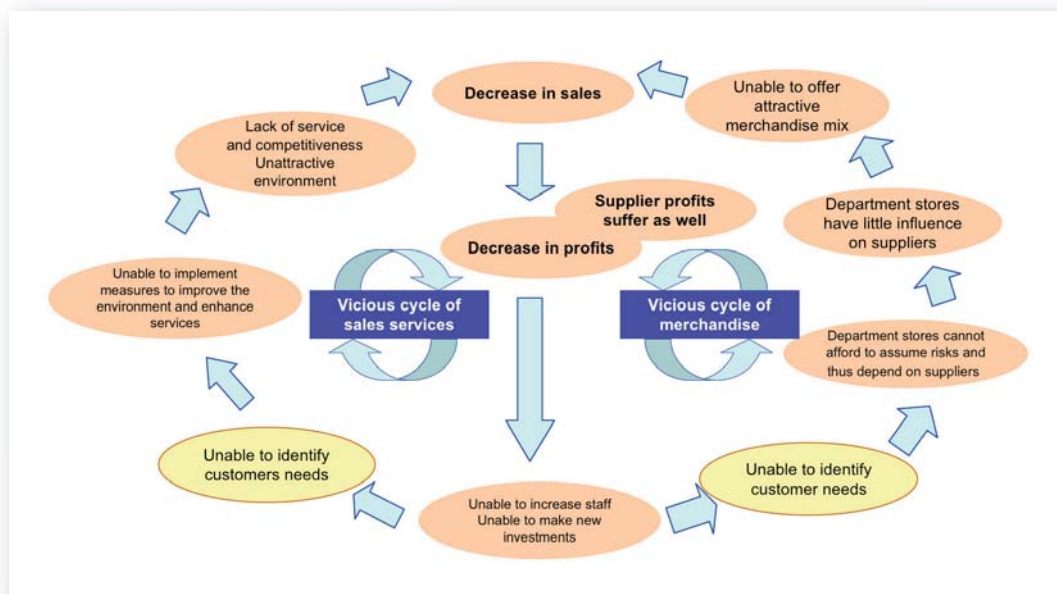 Decrease in sales
Unable to offer
attractive
merchandise mix
Lack of service
and competitiveness
Unattractive
environment
Supplier profits
suffer as well
Department stores
have little influence
on suppliers
Decrease in profits
Unable to implement
measures to improve the
environment and enhance
services
Vicious cycle of
sales services
Vicious cycle of
merchandise
Department stores cannot
afford to assume risks and
thus depend on suppliers
Unable to identify
customers needs
Unable to identify
customer needs
Unable to increase staff
Unable to make new
investments